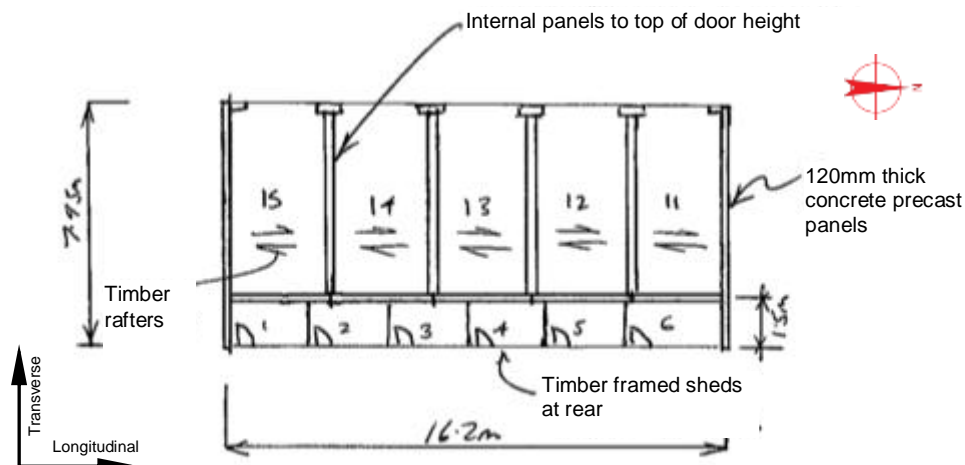 Internal panels to top of door height
N
120mm thick
concrete precast
panels
7.95m
15
14
13
12
11
Timber
rafters
1
2
3
4
5
6
1.5m
Timber framed sheds
at rear
Transverse
Longitudinal
16.2m